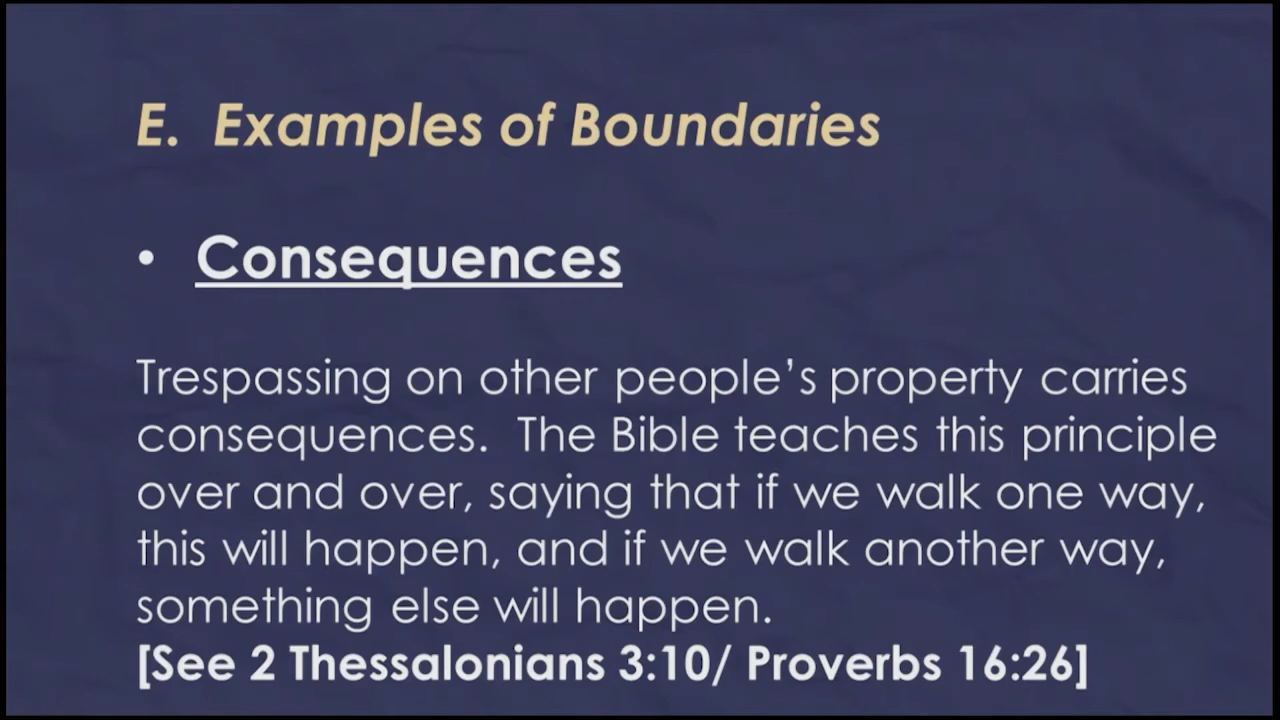 E. Examples of Boundaries
• Consequences
Trespassing on other people’s property carries
consequences. The Bible teaches this principle
over and over, saying that if we walk one way,
this will happen, and if we walk another way,
something else will happen.
[See 2 Thessalonians 3:10/ Proverbs 16:26]